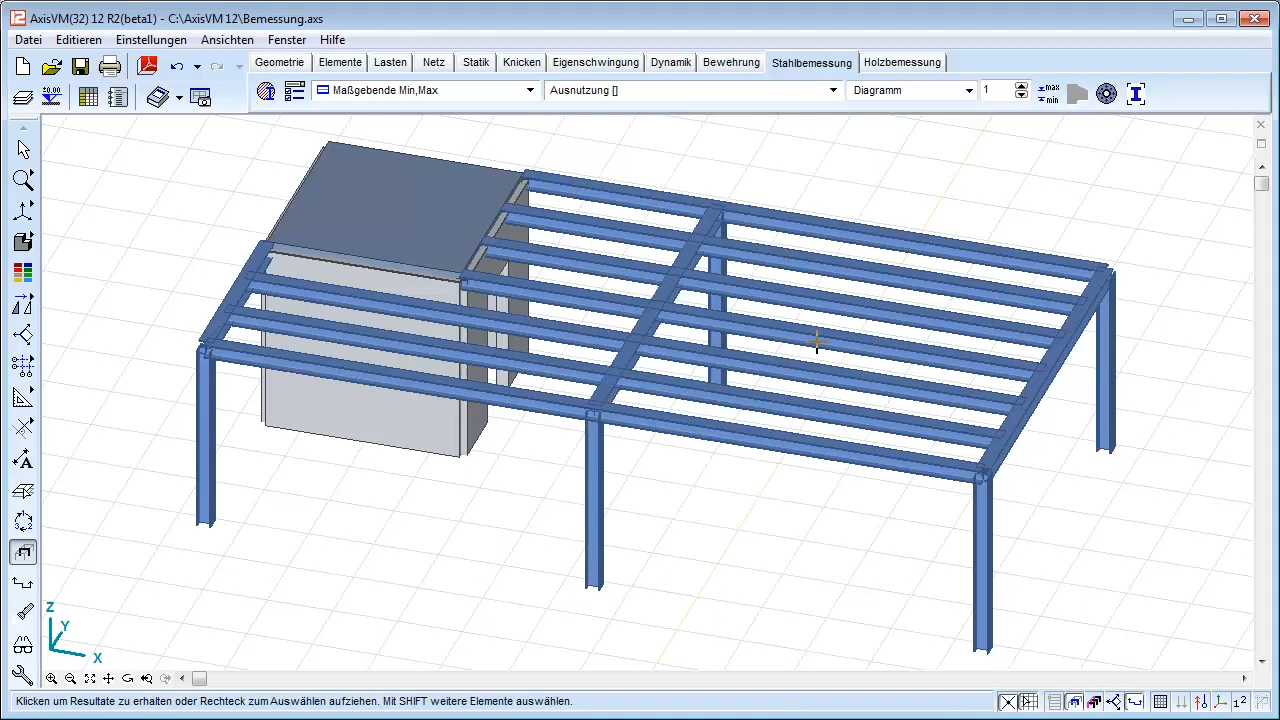 AxisVM(32) 12 R2(beta1) - C:\AxisVM 12\Bemessung.axs
Datei Editieren Einstellungen Ansichten Fenster Hilfe
Geometrie Elemente Lasten Netz Statik Knicken Eigenschwingung Dynamik Bewehrung Stahlbemessung Holzbemessung
Maßgebende Min,Max Ausnutzung [] Diagramm 1 max min
Z
Y
X
Klicken um Resultate zu erhalten oder Rechteck zum Auswählen aufziehen. Mit SHIFT weitere Elemente auswählen.